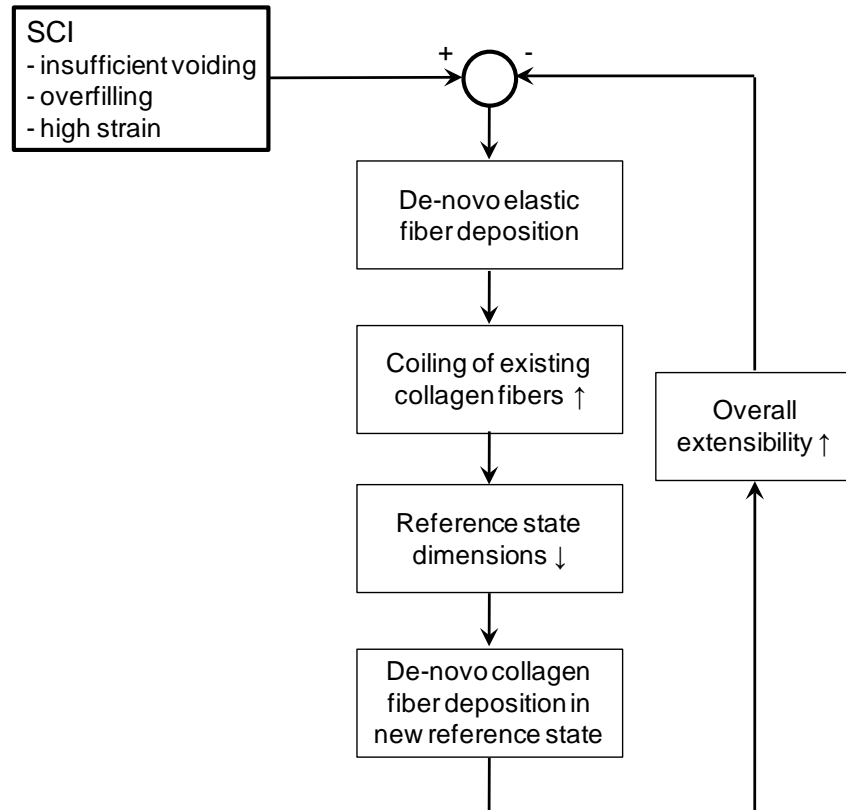 SCI
- insufficient voiding
- overfilling
- high strain
+
-
De-novo elastic
fiber deposition
Coiling of existing
collagen fibers ↑
Overall
extensibility ↑
Reference state
dimensions ↓
De-novo collagen
fiber deposition in
new reference state